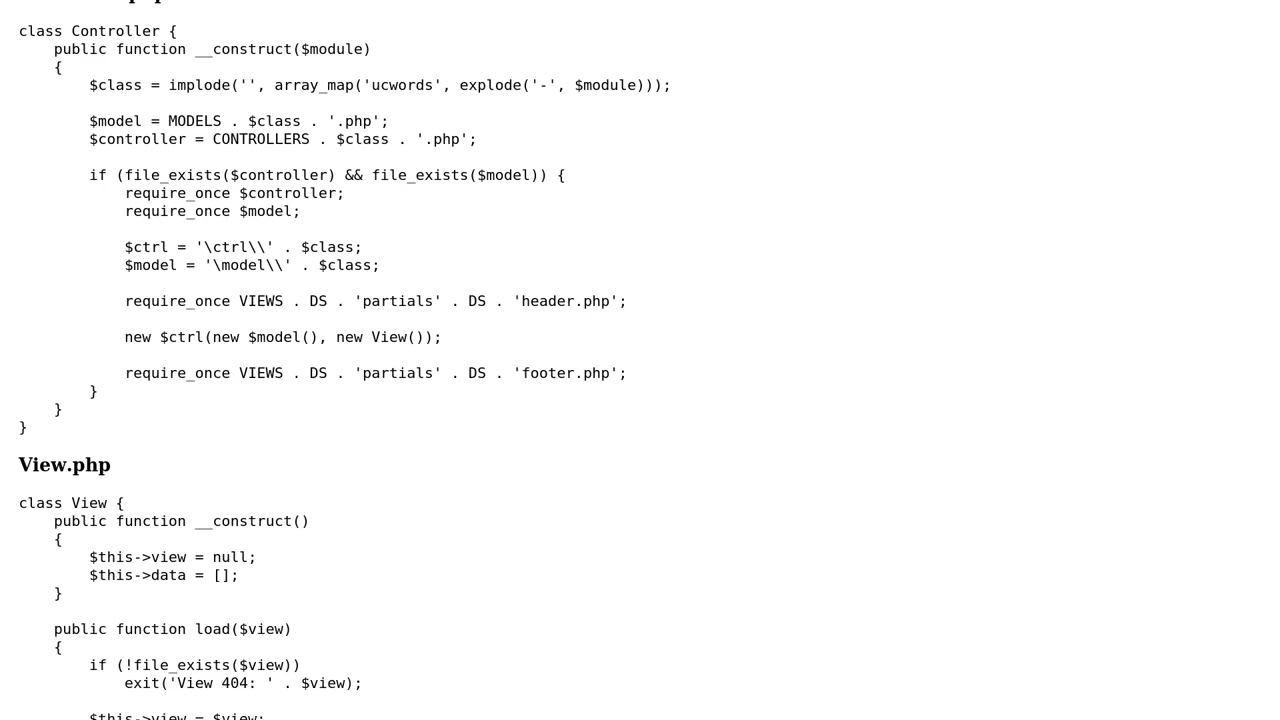 class Controller {
    public function __construct($module)
    {
        $class = implode('', array_map('ucwords', explode('-', $module)));
        $model = MODELS . $class . '.php';
        $controller = CONTROLLERS . $class . '.php';
        if (file_exists($controller) && file_exists($model)) {
            require_once $controller;
            require_once $model;
            $ctrl = '\ctrl\\' . $class;
            $model = '\model\\' . $class;
            require_once VIEWS . DS . 'partials' . DS . 'header.php';
            new $ctrl(new $model(), new View());
            require_once VIEWS . DS . 'partials' . DS . 'footer.php';
        }
    }
}
View.php
class View {
    public function __construct()
    {
        $this->view = null;
        $this->data = [];
    }
    public function load($view)
    {
        if (!file_exists($view))
            exit('View 404: ' . $view);
        $this->view = $view;